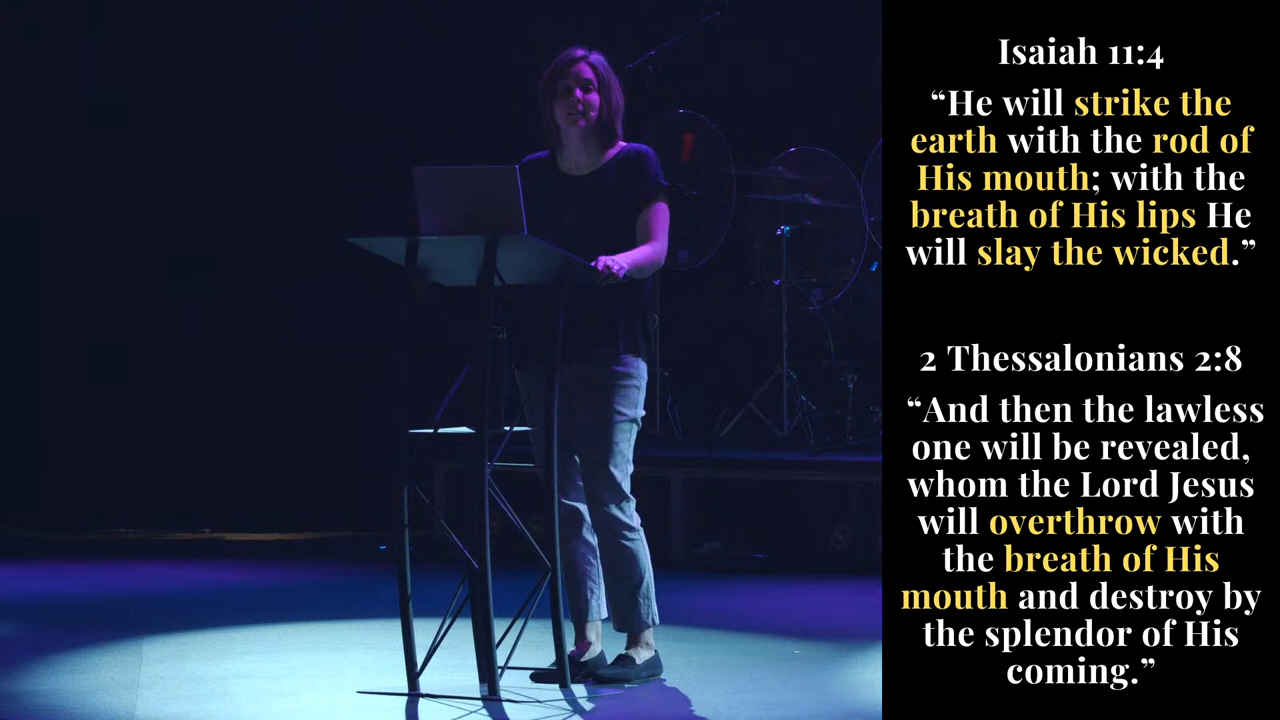 Isaiah 11:4
“He will strike the
earth with the rod of
His mouth; with the
breath of His lips He
will slay the wicked.”
2 Thessalonians 2:8
“And then the lawless
one will be revealed,
whom the Lord Jesus
will overthrow with
the breath of His
mouth and destroy by
the splendor of His
coming.”